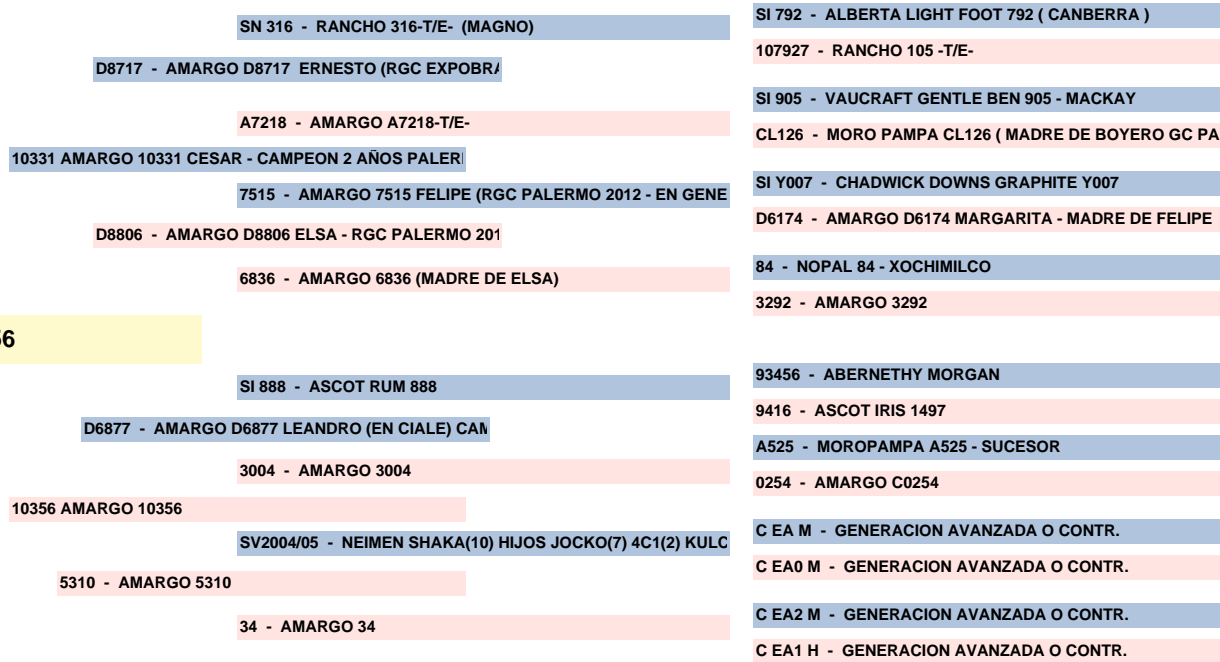 SI 792 - ALBERTA LIGHT FOOT 792 ( CANBERRA )
SN 316 - RANCHO 316-T/E- (MAGNO)
107927 - RANCHO 105 -T/E-
D8717 - AMARGO D8717 ERNESTO (RGC EXPOBRA
SI 905 - VAUCRAFT GENTLE BEN 905 - MACKAY
A7218 - AMARGO A7218-T/E-
CL126 - MORO PAMPA CL126 ( MADRE DE BOYERO GC PA
10331 AMARGO 10331 CESAR - CAMPEON 2 AÑOS PALER
SI Y007 - CHADWICK DOWNS GRAPHITE Y007
7515 - AMARGO 7515 FELIPE (RGC PALERMO 2012 - EN GENE
D6174 - AMARGO D6174 MARGARITA - MADRE DE FELIPE
D8806 - AMARGO D8806 ELSA - RGC PALERMO 201
84 - NOPAL 84 - XOCHIMILCO
6836 - AMARGO 6836 (MADRE DE ELSA)
3292 - AMARGO 3292
6
93456 - ABERNETHY MORGAN
SI 888 - ASCOT RUM 888
9416 - ASCOT IRIS 1497
D6877 - AMARGO D6877 LEANDRO (EN CIALE) CAM
A525 - MOROPAMPA A525 - SUCESOR
3004 - AMARGO 3004
0254 - AMARGO C0254
10356 AMARGO 10356
C EA M - GENERACION AVANZADA O CONTR.
SV2004/05 - NEIMEN SHAKA(10) HIJOS JOCKO(7) 4C1(2) KULO
C EA0 M - GENERACION AVANZADA O CONTR.
5310 - AMARGO 5310
C EA2 M - GENERACION AVANZADA O CONTR.
34 - AMARGO 34
C EA1 H - GENERACION AVANZADA O CONTR.